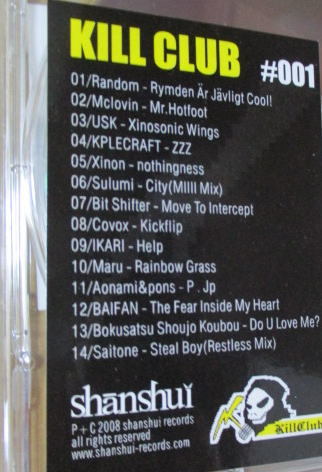 KILL CLUB #001
01/Random - Rymden Är Jävligt Cool!
02/Mclovin - Mr.Hotfoot
03/USK - Xinosonic Wings
04/KPLECRAFT - ZZZ
05/Xinon - nothingness
06/Sulumi - City(MIIII Mix)
07/Bit Shifter - Move To Intercept
08/Covox - Kickflip
09/IKARI - Help
10/Maru - Rainbow Grass
11/Aonami&pons - P . Jp
12/BAIFAN - The Fear Inside My Heart
13/Bokusatsu Shoujo Koubou - Do U Love Me?
14/Saitone - Steal Boy(Restless Mix)
shānshuǐ
P + C 2008 shanshui records
all rights reserved
www.shanshui-records.com
KillClub